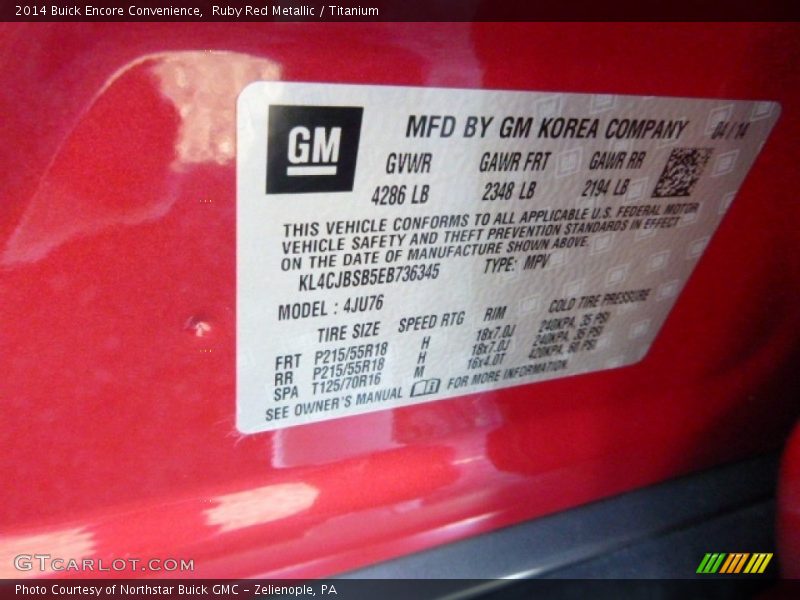 2014 Buick Encore Convenience,  Ruby Red Metallic / Titanium
GM
MFD BY GM KOREA COMPANY 04/14
GVWR GAWR FRT GAWR RR
4286 LB 2348 LB 2194 LB
THIS VEHICLE CONFORMS TO ALL APPLICABLE U.S. FEDERAL MOTOR
VEHICLE SAFETY AND THEFT PREVENTION STANDARDS IN EFFECT
ON THE DATE OF MANUFACTURE SHOWN ABOVE.
KL4CJBSB5EB736345 TYPE: MPV
MODEL : 4JU76
TIRE SIZE SPEED RTG RIM COLD TIRE PRESSURE
FRT P215/55R18 H 18x7.0J 240KPA, 35 PSI
RR P215/55R18 H 18x7.0J 240KPA, 35 PSI
SPA T125/70R16 M 16x4.0T 420KPA, 60 PSI
SEE OWNER'S MANUAL FOR MORE INFORMATION.
GTCARLOT.COM
Photo Courtesy of Northstar Buick GMC - Zelienople, PA